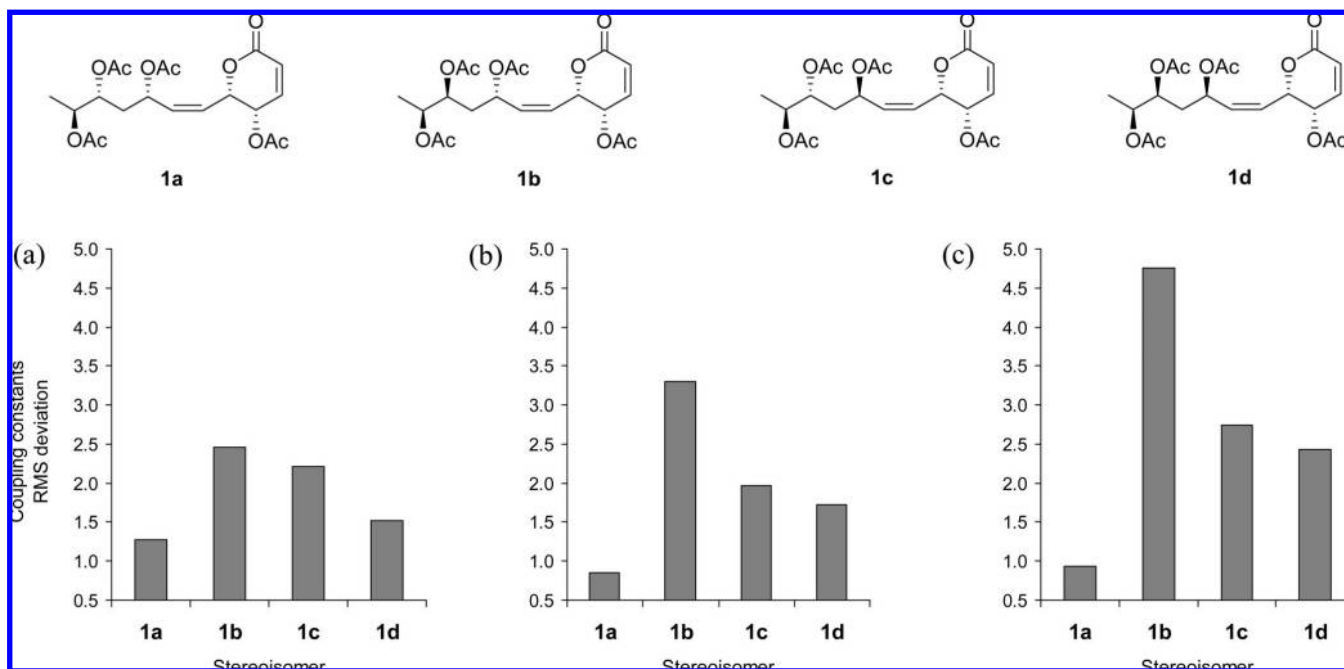 O O O O
OAc OAc O OAc OAc O OAc OAc O OAc OAc O
OAc OAc OAc OAc OAc OAc OAc OAc
1a 1b 1c 1d
(a) (b) (c)
5.0 5.0 5.0
4.5 4.5 4.5
4.0 4.0 4.0
3.5 3.5 3.5
3.0 3.0 3.0
2.5 2.5 2.5
2.0 2.0 2.0
1.5 1.5 1.5
1.0 1.0 1.0
0.5 0.5 0.5
Coupling constants
RMS deviation
1a 1b 1c 1d 1a 1b 1c 1d 1a 1b 1c 1d
Stereoisomer Stereoisomer Stereoisomer